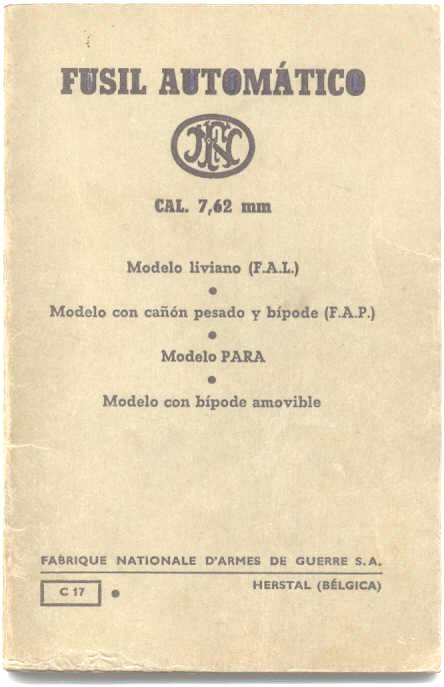 FUSIL AUTOMÁTICO
FN
CAL. 7,62 mm
Modelo liviano (F.A.L.)
•
Modelo con cañón pesado y bípode (F.A.P.)
•
Modelo PARA
•
Modelo con bípode amovible
FABRIQUE NATIONALE D'ARMES DE GUERRE S.A.
HERSTAL (BÉLGICA)
C 17 •